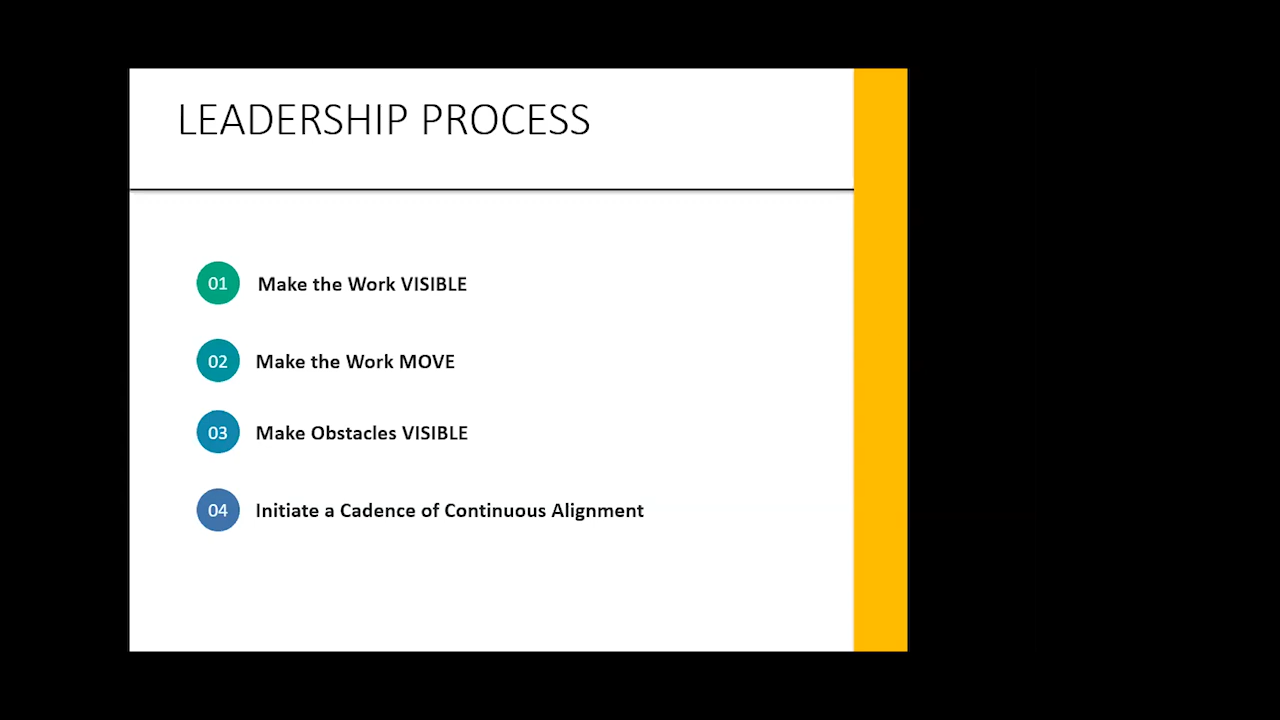 LEADERSHIP PROCESS
01 Make the Work VISIBLE
02 Make the Work MOVE
03 Make Obstacles VISIBLE
04 Initiate a Cadence of Continuous Alignment